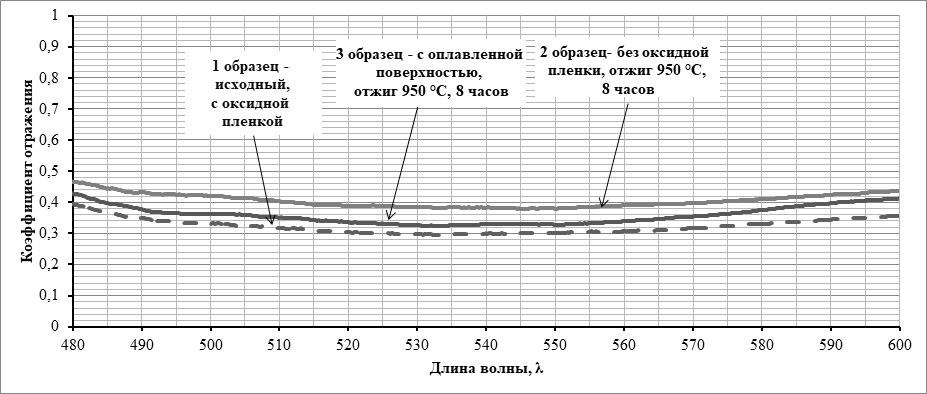 1
0,9
0,8
0,7
0,6
0,5
0,4
0,3
0,2
0,1
0
Коэффициент отражения
1 образец -
исходный,
с оксидной
пленкой
3 образец - с оплавленной
поверхностью,
отжиг 950 °С, 8 часов
2 образец- без оксидной
пленки, отжиг 950 °С,
8 часов
480 490 500 510 520 530 540 550 560 570 580 590 600
Длина волны, λ